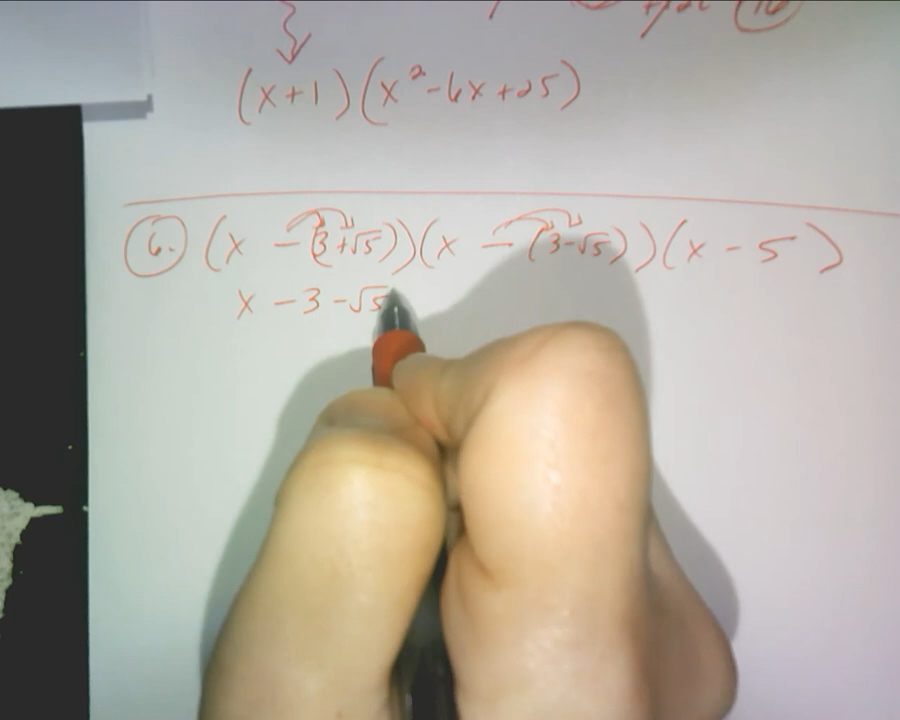 (x+1)(x²-6x+25)
6. (x - (3+√5))(x - (3-√5))(x - 5)
x - 3 - √5